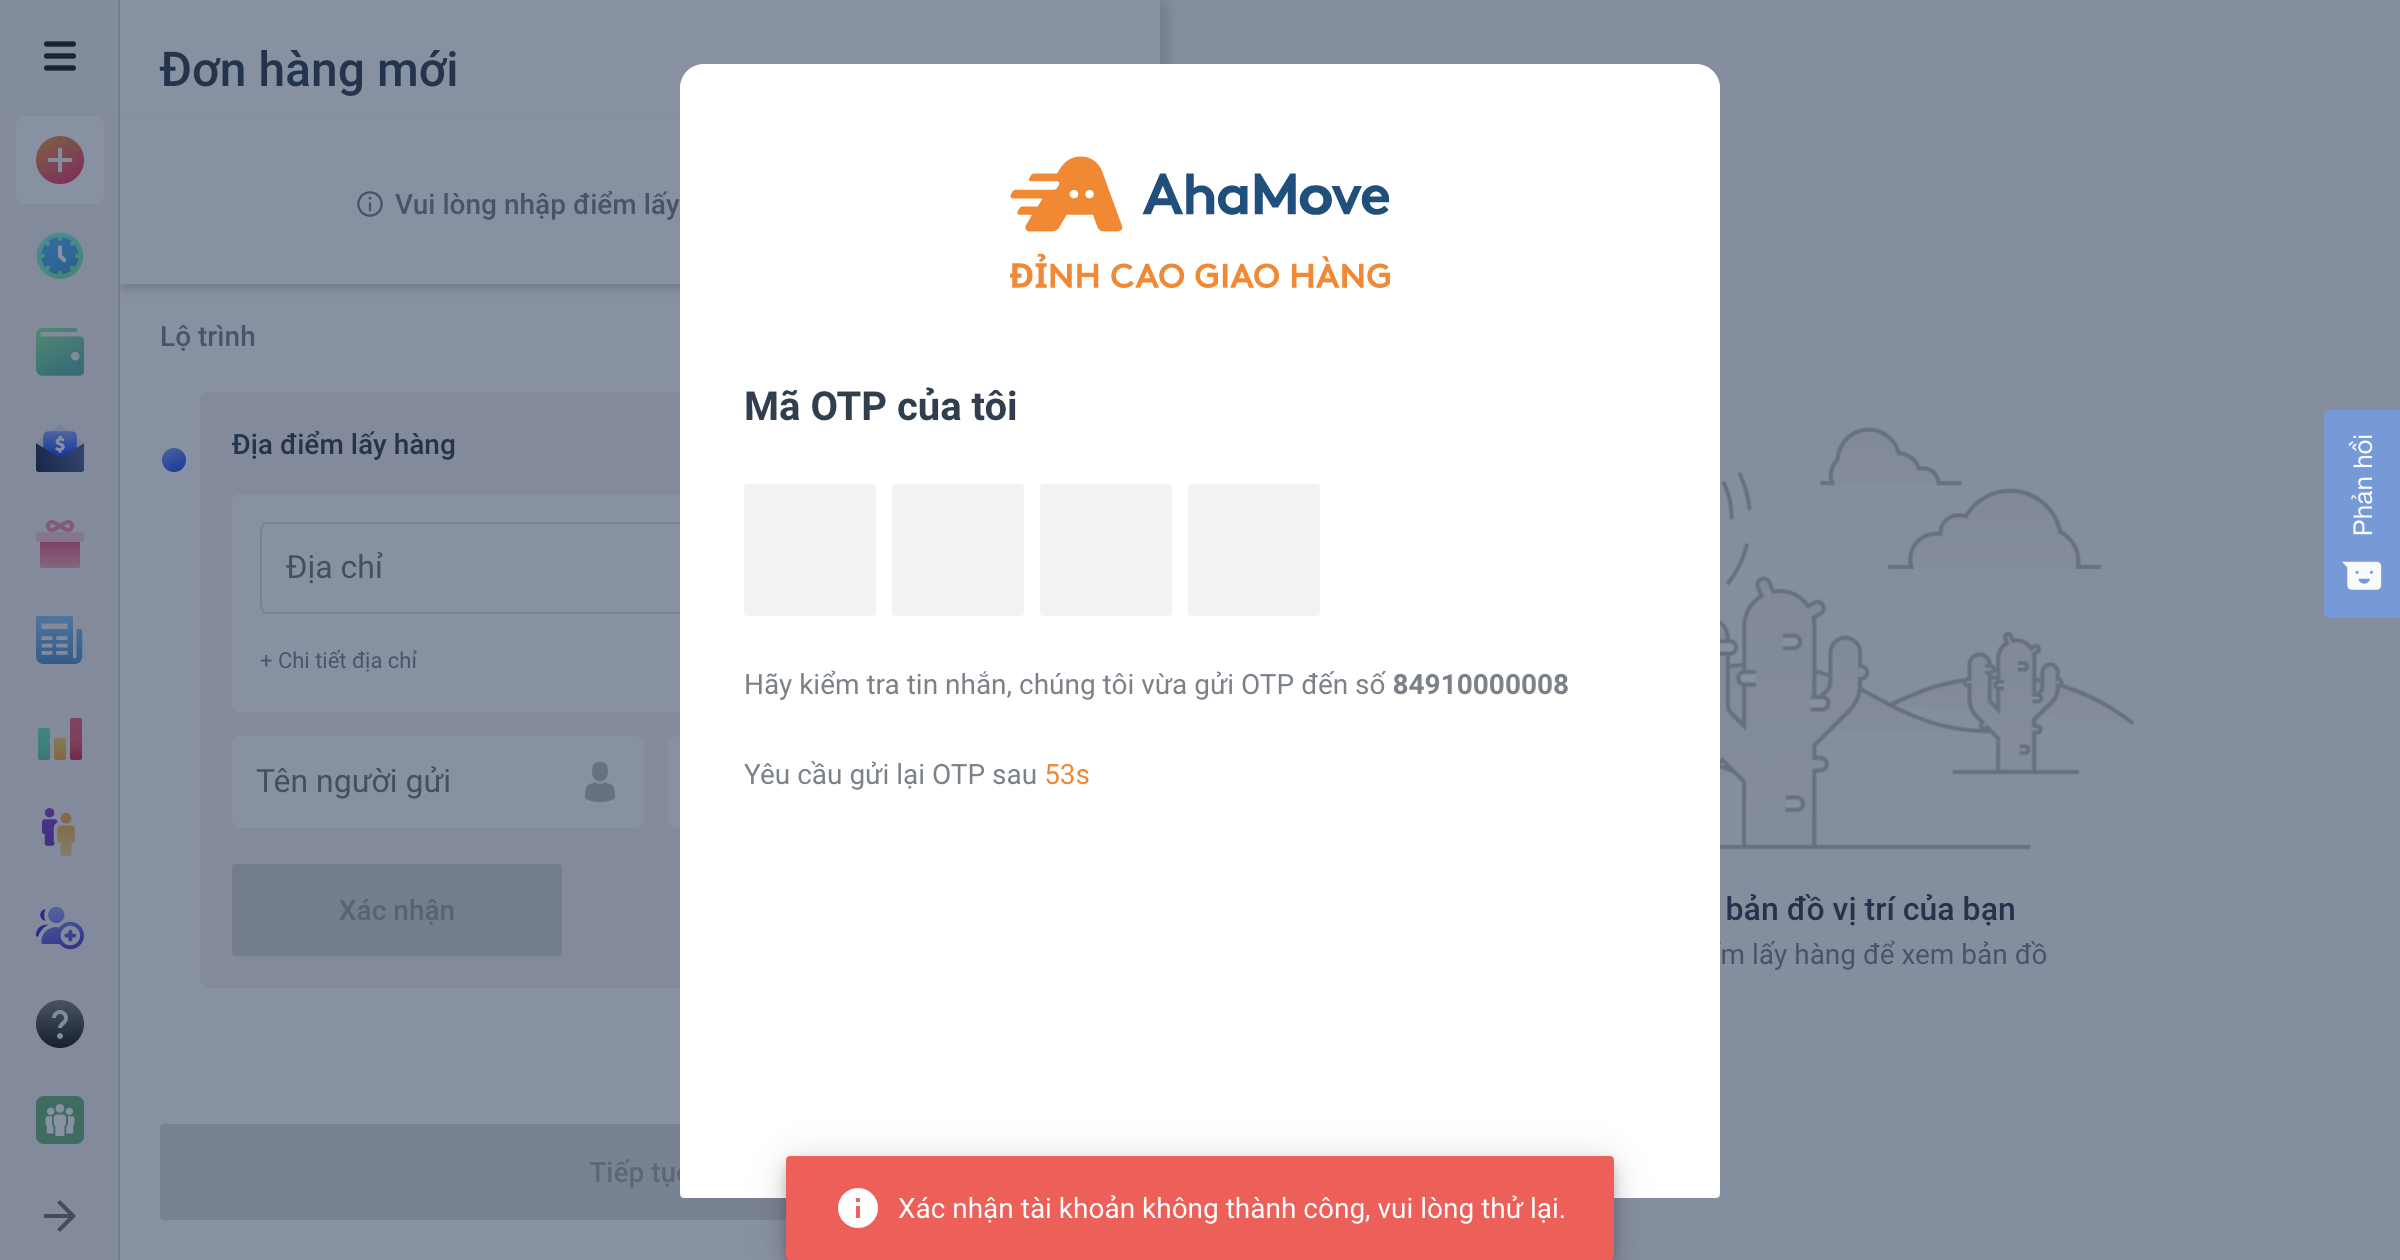 Đơn hàng mới
Vui lòng nhập điểm lấy
Lộ trình
Địa điểm lấy hàng
Địa chỉ
+ Chi tiết địa chỉ
Tên người gửi
Xác nhận
Tiếp tục
AhaMove
ĐỈNH CAO GIAO HÀNG
Mã OTP của tôi
Hãy kiểm tra tin nhắn, chúng tôi vừa gửi OTP đến số 84910000008
Yêu cầu gửi lại OTP sau 53s
Xác nhận tài khoản không thành công, vui lòng thử lại.
bản đồ vị trí của bạn
lấy hàng để xem bản đồ
Phản hồi